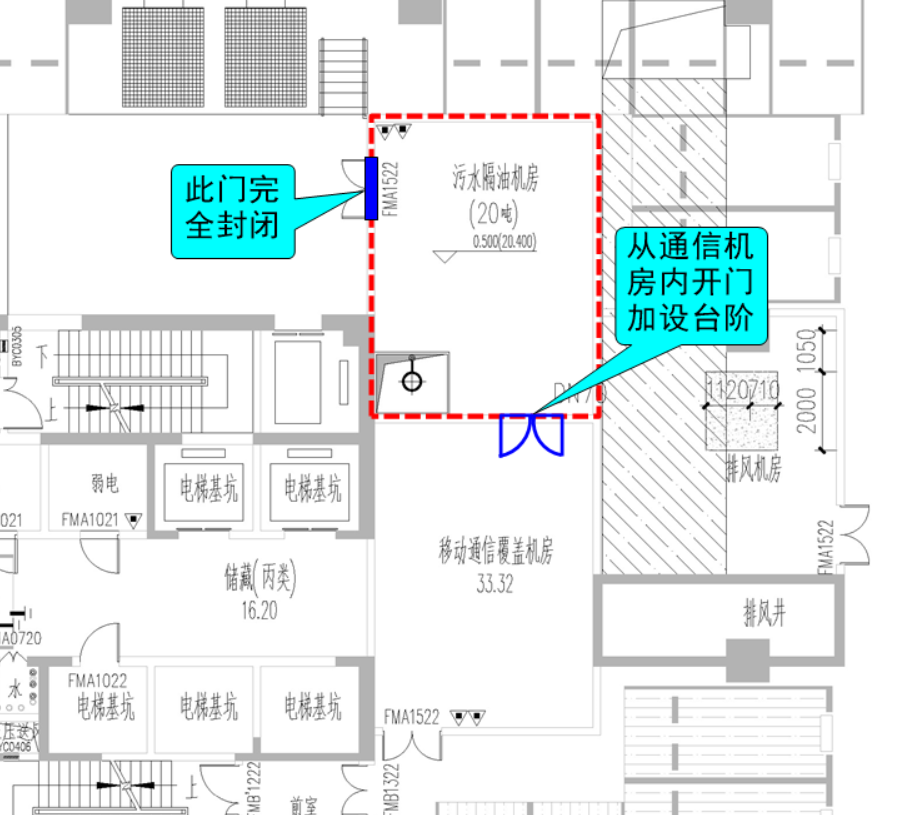 此门完
全封闭
FMA1522
污水隔油机房
(20吨)
0.500(20.400)
从通信机
房内开门
加设台阶
BYC0305
下
上
1050
1120710
2000
排风机房
弱电
电梯基坑
电梯基坑
021
FMA1021
FMA1522
移动通信覆盖机房
33.32
储藏(丙类)
16.20
排风井
MA0720
水
FMA1022
电梯基坑
电梯基坑
电梯基坑
FMA1522
YC0406
上
FMB1222
前室
FMB1322